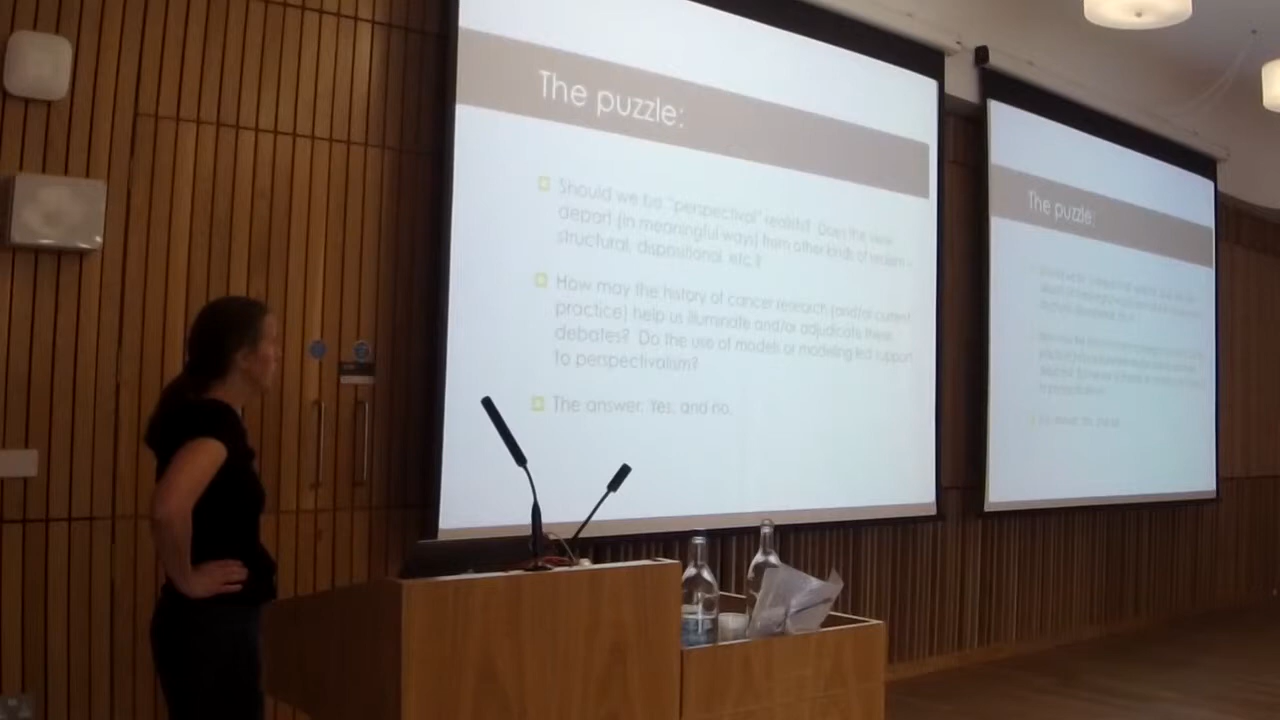 The puzzle:
Should we be "perspectival" realists? Does this view
depart (in meaningful ways) from other kinds of realism –
structural, dispositional, etc.?
How may the history of cancer research (and/or current
practice) help us illuminate and/or adjudicate these
debates? Do the use of models or modeling lend support
to perspectivalism?
The answer: Yes, and no.
The puzzle: